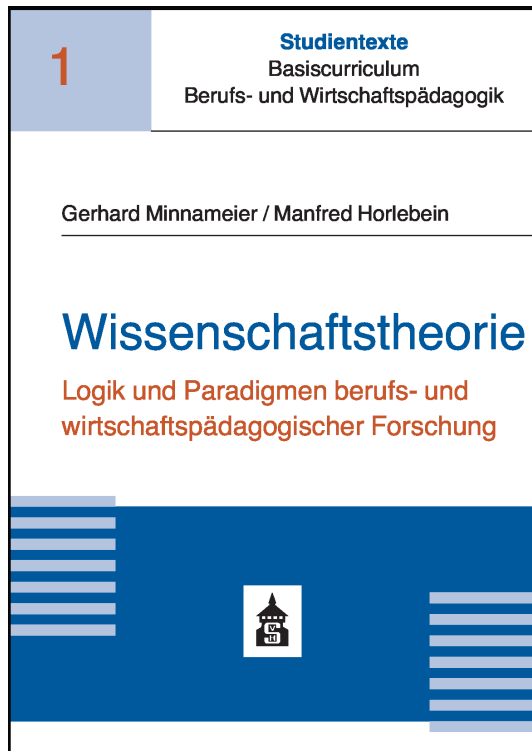 1
Studientexte
Basiscurriculum
Berufs- und Wirtschaftspädagogik
Gerhard Minnameier / Manfred Horlebein
Wissenschaftstheorie
Logik und Paradigmen berufs- und
wirtschaftspädagogischer Forschung
S
V
H